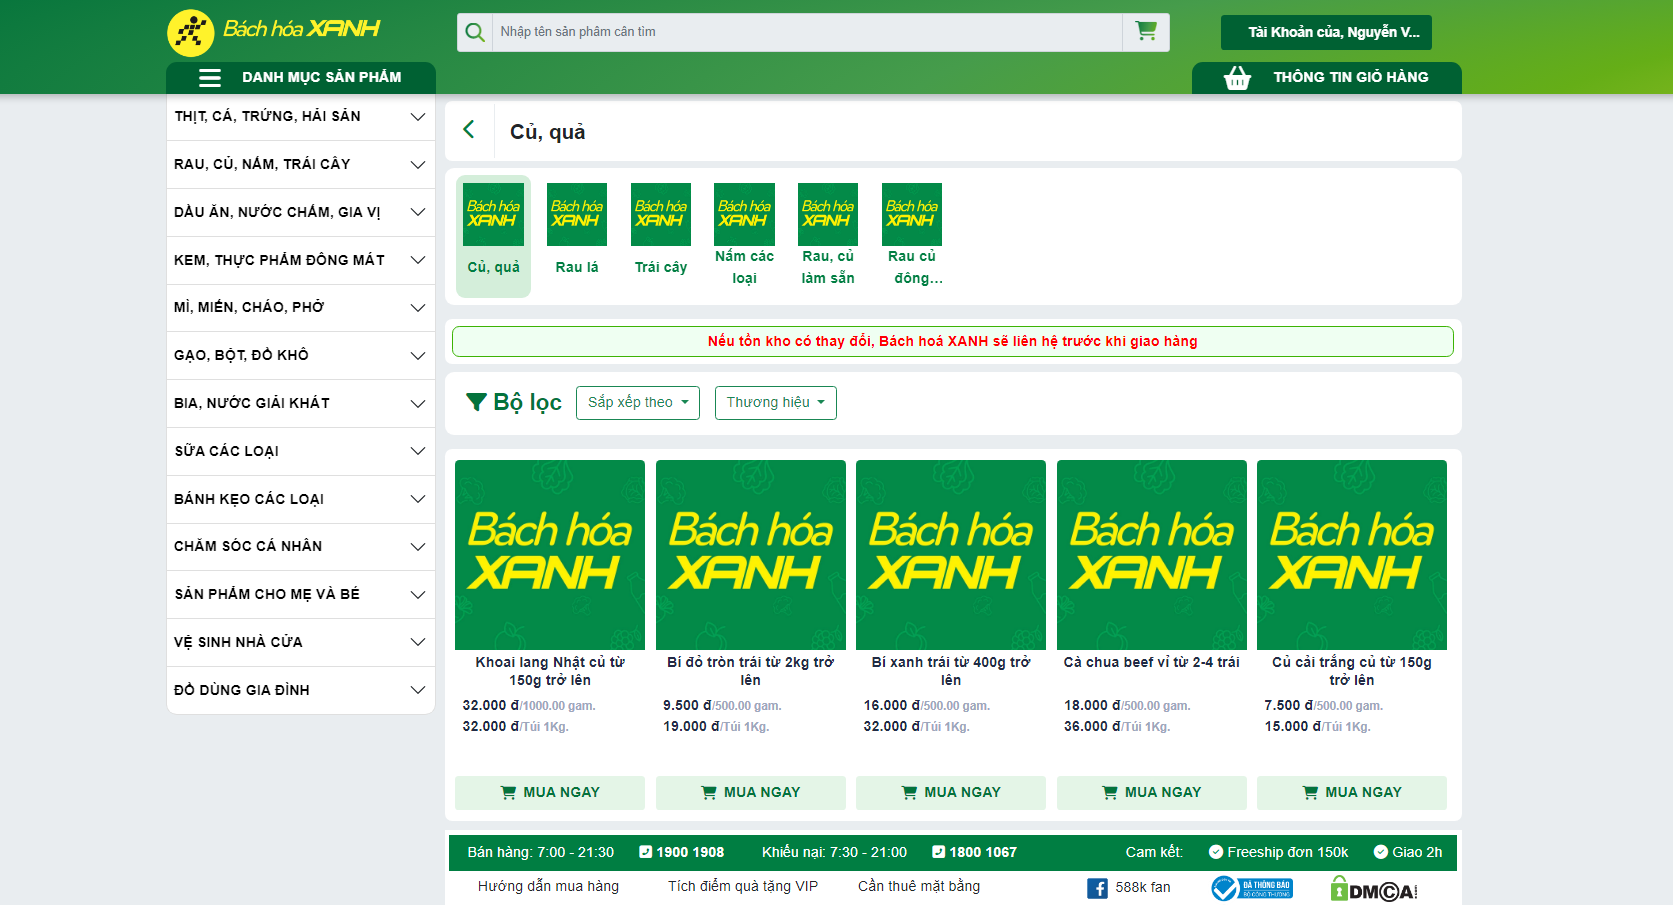 Bách hóa XANH
Nhập tên sản phẩm cần tìm
Tài Khoản của, Nguyễn V...
DANH MỤC SẢN PHẨM
THÔNG TIN GIỎ HÀNG
THỊT, CÁ, TRỨNG, HẢI SẢN
RAU, CỦ, NẤM, TRÁI CÂY
DẦU ĂN, NƯỚC CHẤM, GIA VỊ
KEM, THỰC PHẨM ĐÔNG MÁT
MÌ, MIẾN, CHÁO, PHỞ
GẠO, BỘT, ĐỒ KHÔ
BIA, NƯỚC GIẢI KHÁT
SỮA CÁC LOẠI
BÁNH KẸO CÁC LOẠI
CHĂM SÓC CÁ NHÂN
SẢN PHẨM CHO MẸ VÀ BÉ
VỆ SINH NHÀ CỬA
ĐỒ DÙNG GIA ĐÌNH
Củ, quả
Bách hóa XANH
Củ, quả
Bách hóa XANH
Rau lá
Bách hóa XANH
Trái cây
Bách hóa XANH
Nấm các
loại
Bách hóa XANH
Rau, củ
làm sẵn
Bách hóa XANH
Rau củ
đông...
Nếu tồn kho có thay đổi, Bách hoá XANH sẽ liên hệ trước khi giao hàng
Bộ lọc
Sắp xếp theo
Thương hiệu
Bách hóa
XANH
Khoai lang Nhật củ từ
150g trở lên
32.000 đ/1000.00 gam.
32.000 đ/Túi 1Kg.
MUA NGAY
Bách hóa
XANH
Bí đỏ tròn trái từ 2kg trở
lên
9.500 đ/500.00 gam.
19.000 đ/Túi 1Kg.
MUA NGAY
Bách hóa
XANH
Bí xanh trái từ 400g trở
lên
16.000 đ/500.00 gam.
32.000 đ/Túi 1Kg.
MUA NGAY
Bách hóa
XANH
Cà chua beef vỉ từ 2-4 trái
18.000 đ/500.00 gam.
36.000 đ/Túi 1Kg.
MUA NGAY
Bách hóa
XANH
Củ cải trắng củ từ 150g
trở lên
7.500 đ/500.00 gam.
15.000 đ/Túi 1Kg.
MUA NGAY
Bán hàng: 7:00 - 21:30 1900 1908 Khiếu nại: 7:30 - 21:00 1800 1067 Cam kết: Freeship đơn 150k Giao 2h
Hướng dẫn mua hàng Tích điểm quà tặng VIP Cần thuê mặt bằng 588k fan
ĐÃ THÔNG BÁO
BỘ CÔNG THƯƠNG
DMCA